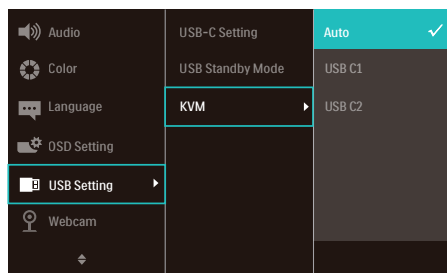 Audio
Color
Language
OSD Setting
USB Setting
Webcam
USB-C Setting
USB Standby Mode
KVM
Auto
USB C1
USB C2